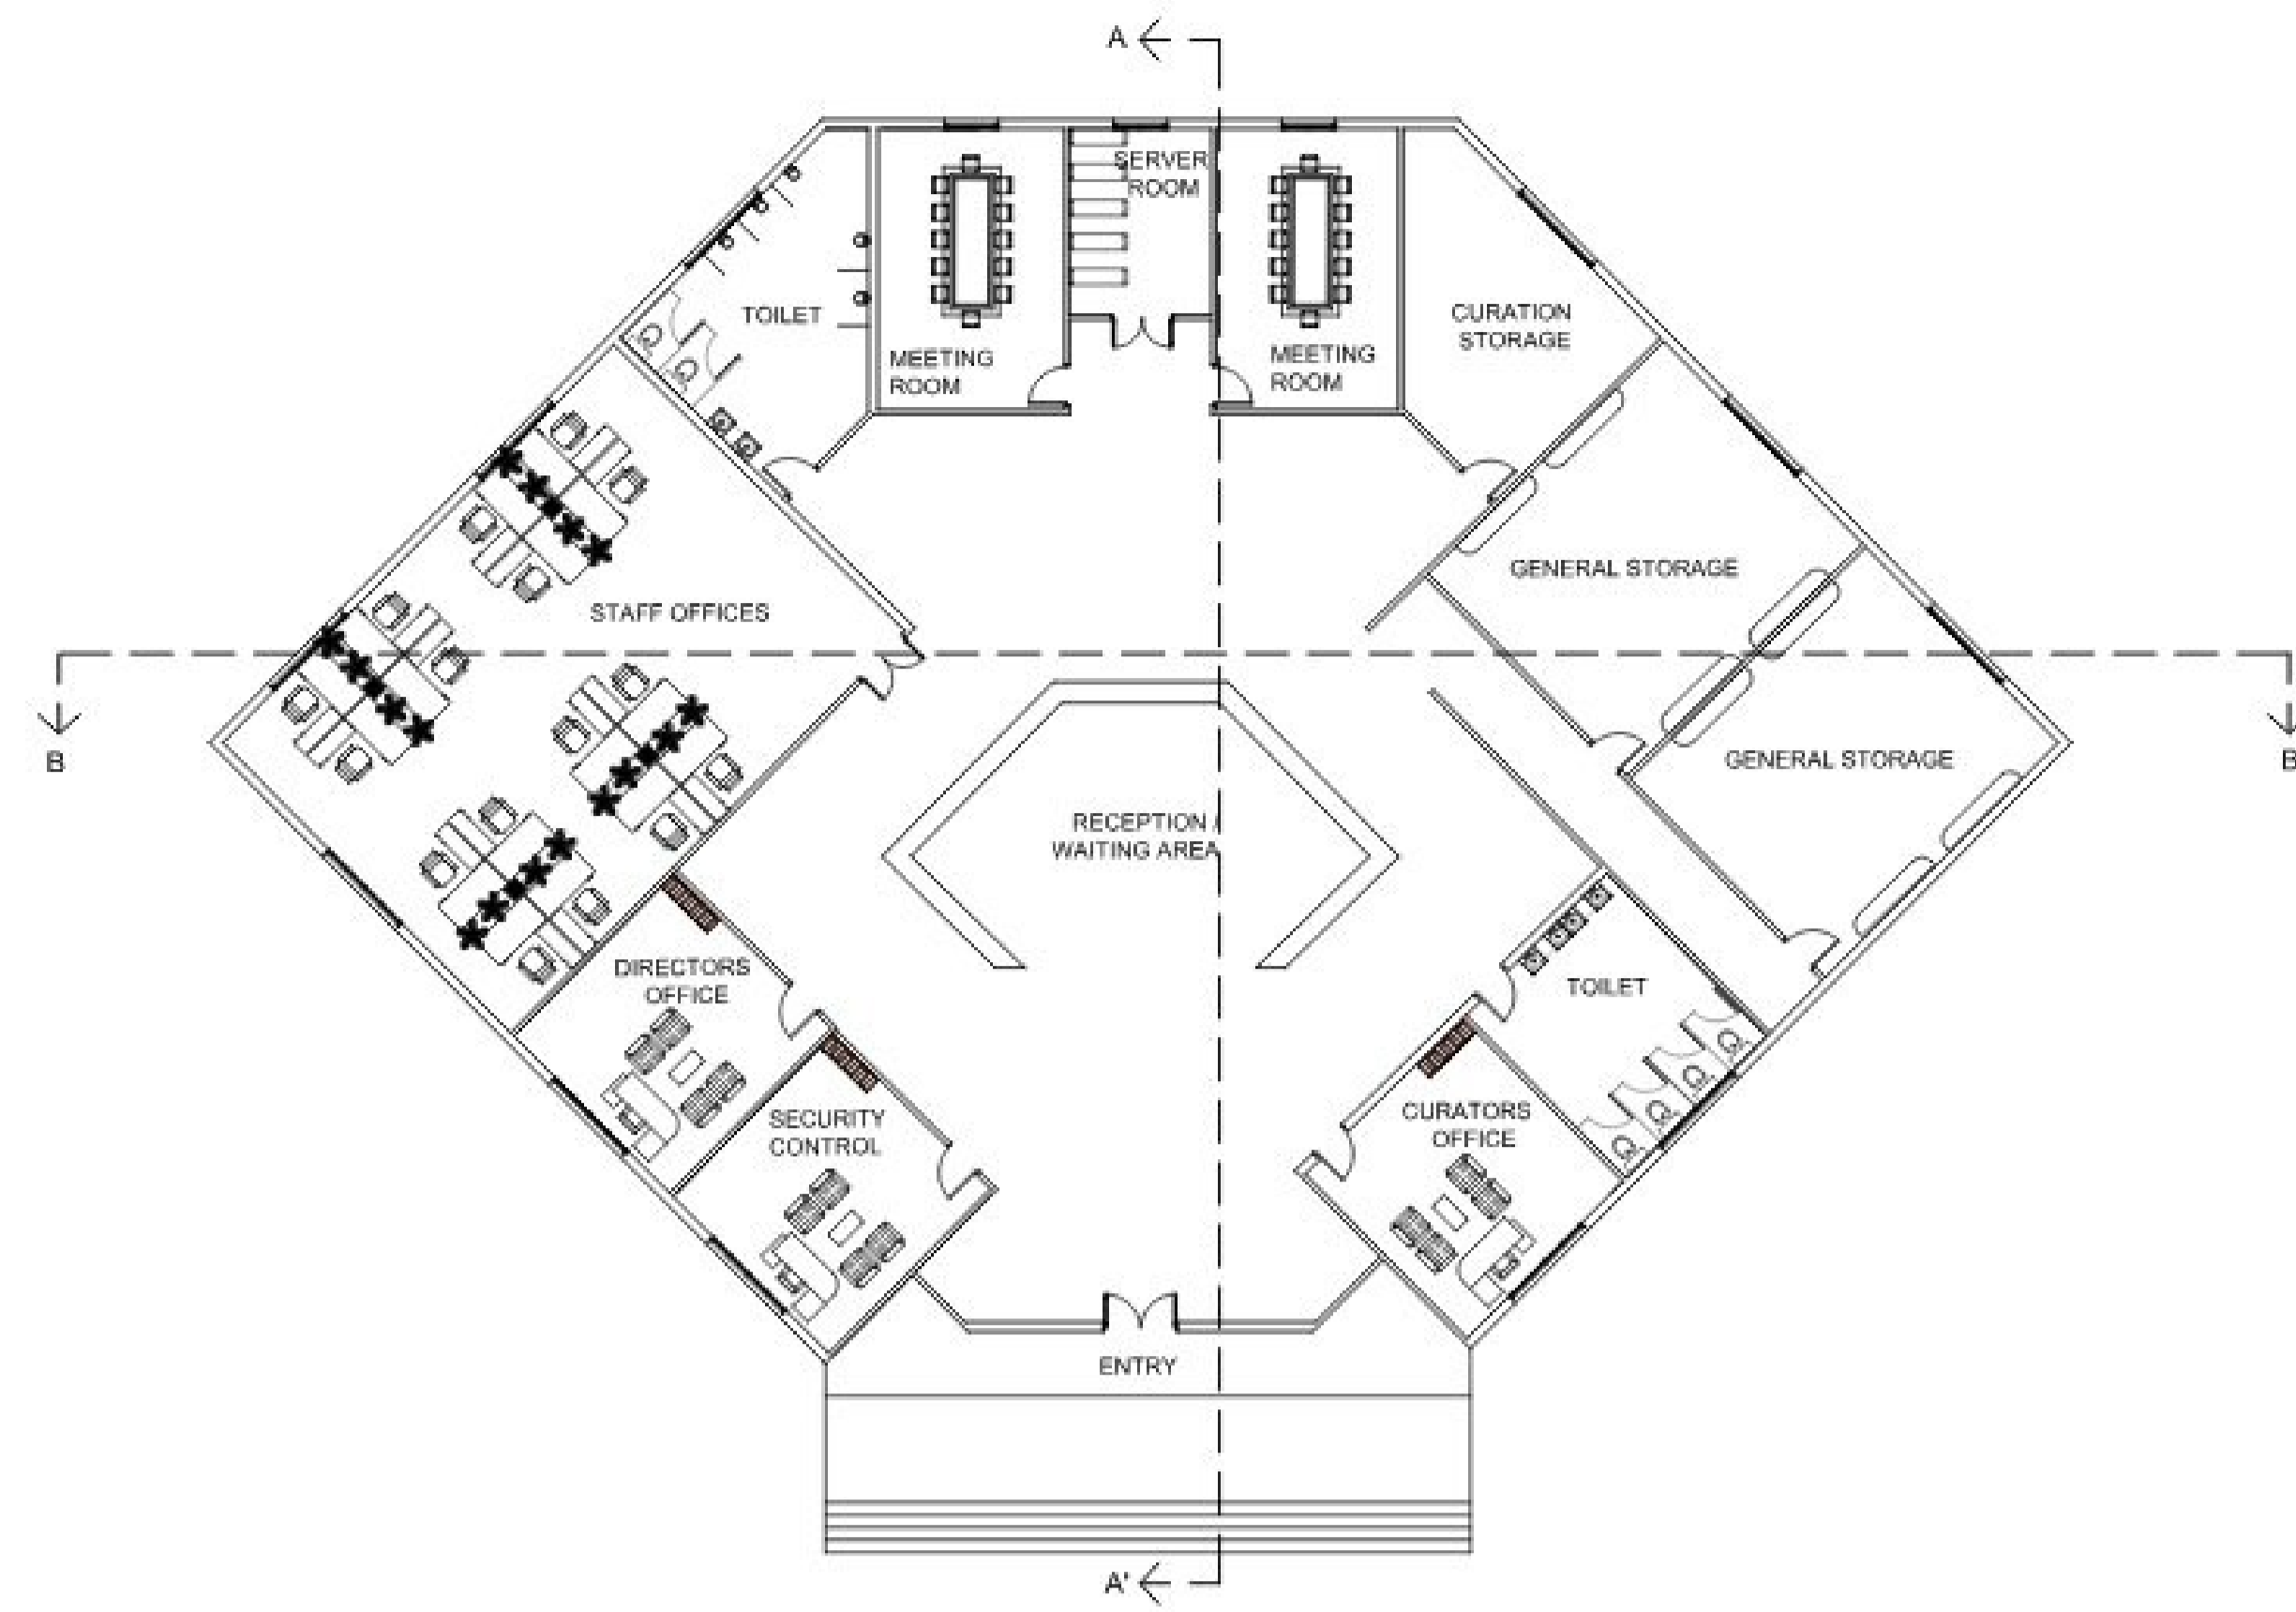 A
SERVER
ROOM
TOILET
MEETING
ROOM
MEETING
ROOM
CURATION
STORAGE
GENERAL STORAGE
STAFF OFFICES
B
B
GENERAL STORAGE
RECEPTION /
WAITING AREA
DIRECTORS
OFFICE
TOILET
SECURITY
CONTROL
CURATORS
OFFICE
ENTRY
A'